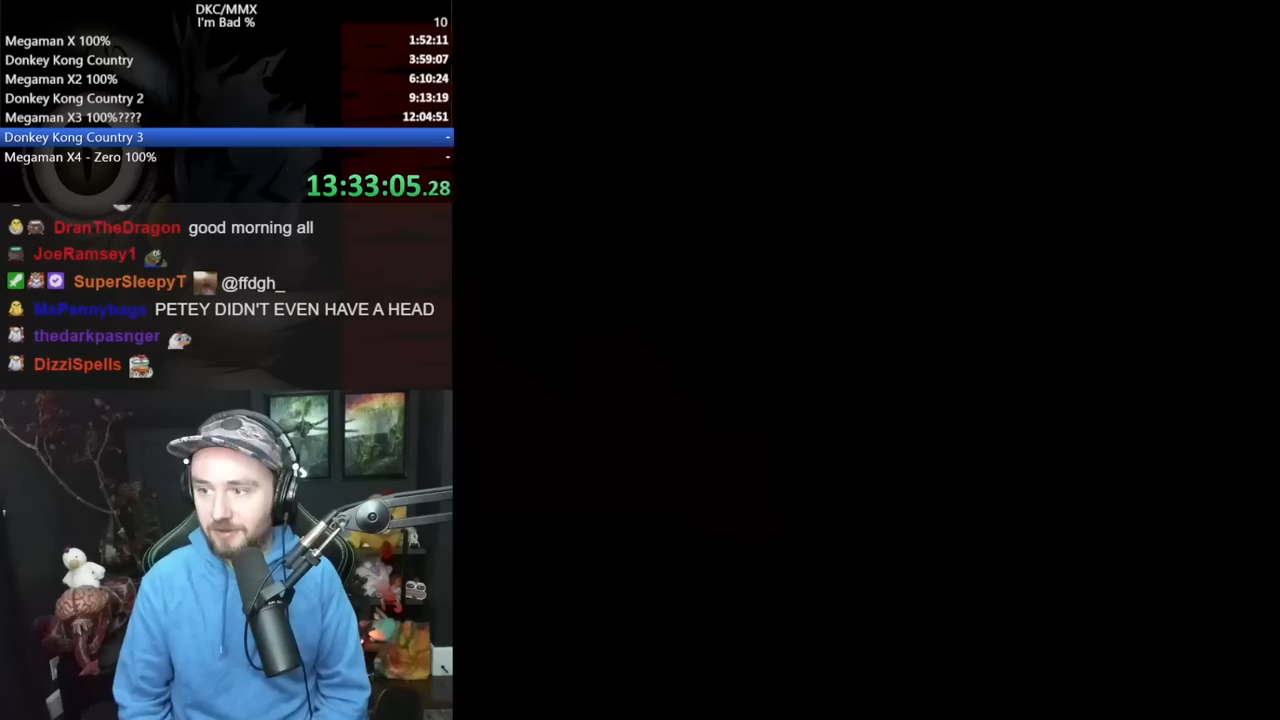 DKC/MMX
I'm Bad % 10
Megaman X 100% 1:52:11
Donkey Kong Country 3:59:07
Megaman X2 100% 6:10:24
Donkey Kong Country 2 9:13:19
Megaman X3 100%???? 12:04:51
Donkey Kong Country 3 -
Megaman X4 - Zero 100% -
13:33:05.28
DranTheDragon good morning all
JoeRamsey1
SuperSleepyT @ffdgh_
MsPennybags PETEY DIDN'T EVEN HAVE A HEAD
thedarkpasnger
DizziSpells